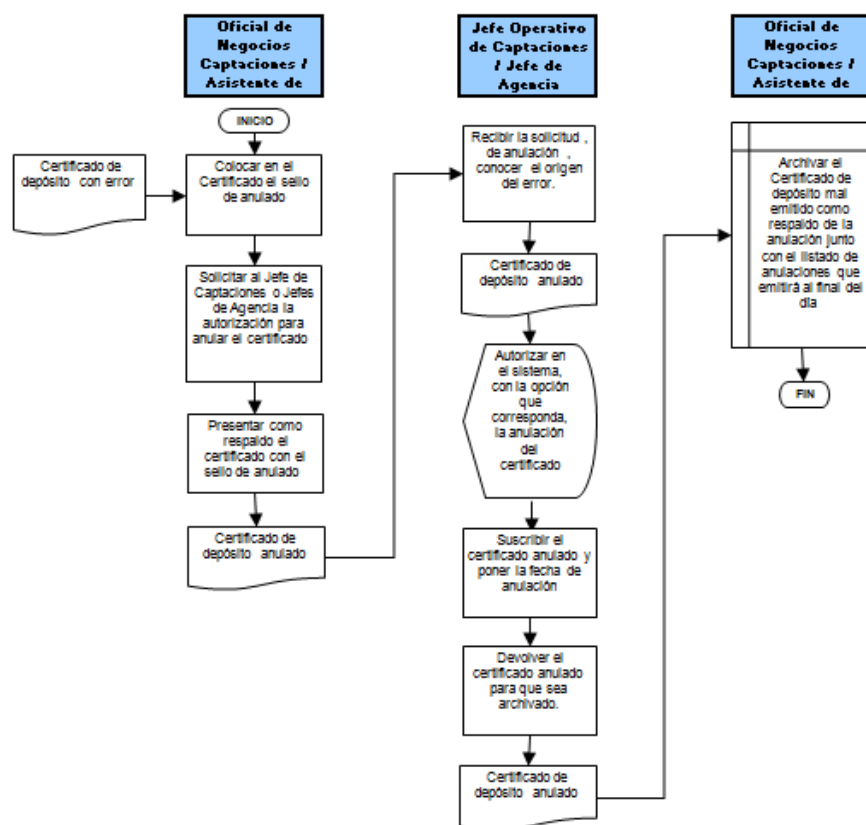 Oficial de
Negocios
Captaciones /
Asistente de
INICIO
Certificado de
depósito con error
Colocar en el
Certificado el sello
de anulado
Solicitar al Jefe de
Captaciones o Jefes
de Agencia la
autorización para
anular el certificado
Presentar como
respaldo el
certificado con el
sello de anulado
Certificado de
depósito anulado
Jefe Operativo
de Captaciones
/ Jefe de
Agencia
Recibir la solicitud ,
de anulación ,
conocer el origen
del error.
Certificado de
depósito anulado
Autorizar en
el sistema,
con la opción
que
corresponda,
la anulación
del
certificado
Suscribir el
certificado anulado y
poner la fecha de
anulación
Devolver el
certificado anulado
para que sea
archivado.
Certificado de
depósito anulado
Oficial de
Negocios
Captaciones /
Asistente de
Archivar el
Certificado de
depósito mal
emitido como
respaldo de la
anulación junto
con el listado de
anulaciones que
emitirá al final del
día
FIN